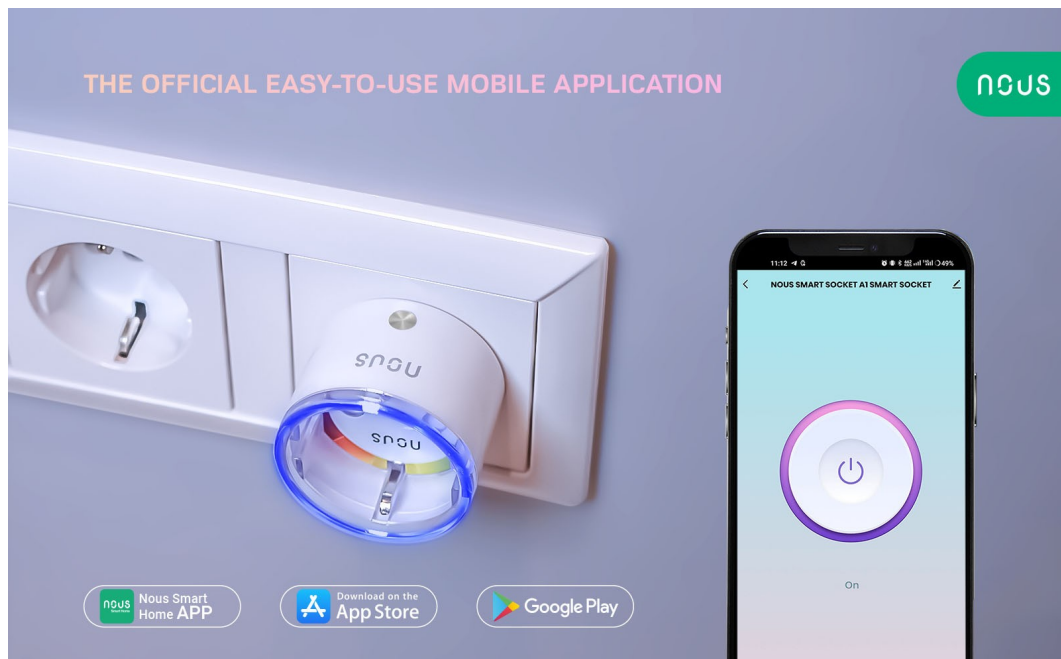 THE OFFICIAL EASY-TO-USE MOBILE APPLICATION
nous
nous
nous
11:12
49%
NOUS SMART SOCKET A1 SMART SOCKET
On
nous
Nous Smart
Home APP
Download on the
App Store
Google Play